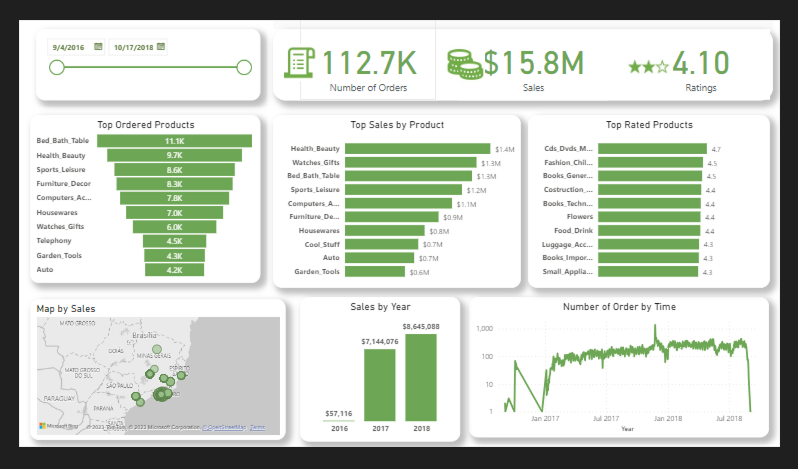 9/4/2016
10/17/2018
112.7K
Number of Orders
$15.8M
Sales
4.10
Ratings
Top Ordered Products
Bed_Bath_Table 11.1K
Health_Beauty 9.7K
Sports_Leisure 8.6K
Furniture_Decor 8.3K
Computers_Ac... 7.8K
Housewares 7.0K
Watches_Gifts 6.0K
Telephony 4.5K
Garden_Tools 4.3K
Auto 4.2K
Top Sales by Product
Health_Beauty $1.4M
Watches_Gifts $1.3M
Bed_Bath_Table $1.3M
Sports_Leisure $1.2M
Computers_A... $1.1M
Furniture_De... $0.9M
Housewares $0.8M
Cool_Stuff $0.7M
Auto $0.7M
Garden_Tools $0.6M
Top Rated Products
Cds_Dvds_M... 4.7
Fashion_Chil... 4.5
Books_Gener... 4.5
Costruction_... 4.4
Books_Techn... 4.4
Flowers 4.4
Food_Drink 4.4
Luggage_Acc... 4.3
Books_Impor... 4.3
Small_Applia... 4.3
Map by Sales
MATO GROSSO
Brasília
GOIÁS
MINAS GERAIS
MATO GROSSO
DO SUL
ESPÍRITO
SÃO PAULO
PARAGUAY
PARANÁ
Microsoft Bing
© 2023 TomTom, © 2023 Microsoft Corporation, © OpenStreetMap Terms
Sales by Year
$57,116
$7,144,076
$8,645,088
2016
2017
2018
Number of Order by Time
1,000
100
10
1
Jan 2017
Jul 2017
Jan 2018
Jul 2018
Year